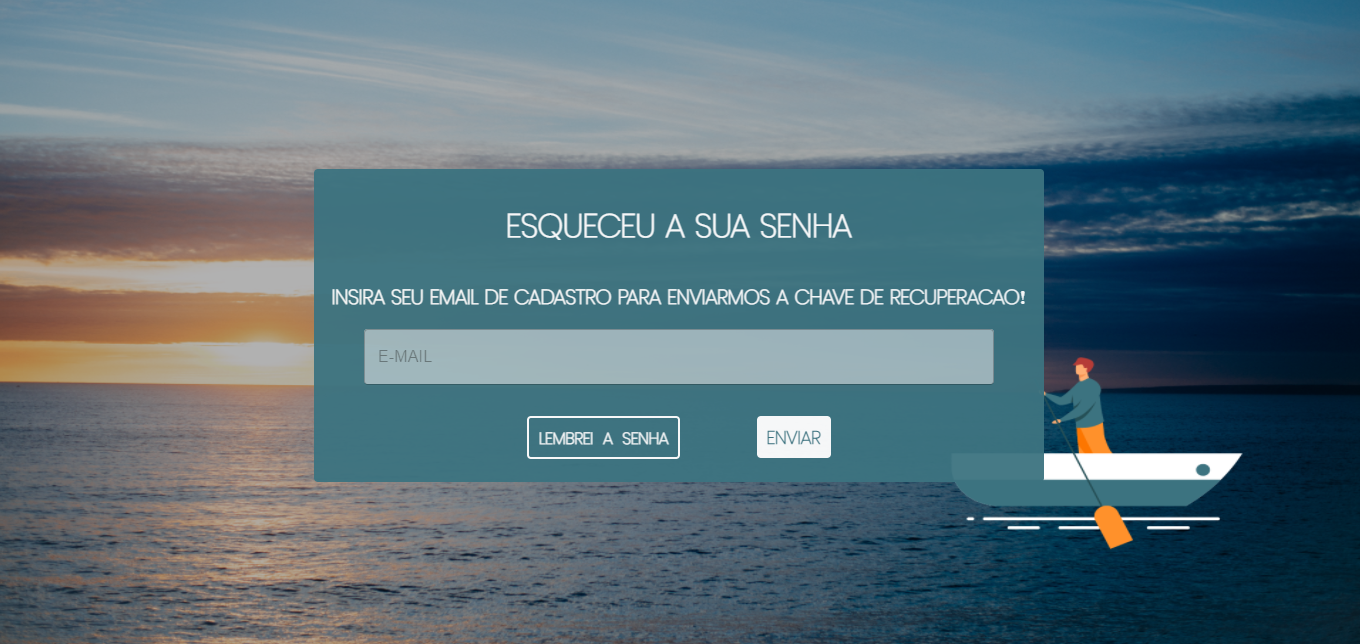 ESQUECEU A SUA SENHA
INSIRA SEU EMAIL DE CADASTRO PARA ENVIARMOS A CHAVE DE RECUPERACAO!
E-MAIL
LEMBREI A SENHA
ENVIAR